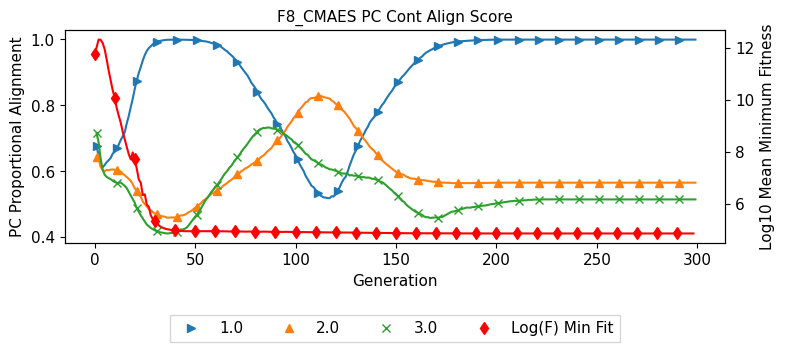 F8_CMAES PC Cont Align Score
PC Proportional Alignment
1.0
0.8
0.6
0.4
12
10
8
6
Log10 Mean Minimum Fitness
0 50 100 150 200 250 300
Generation
1.0 2.0 3.0 Log(F) Min Fit